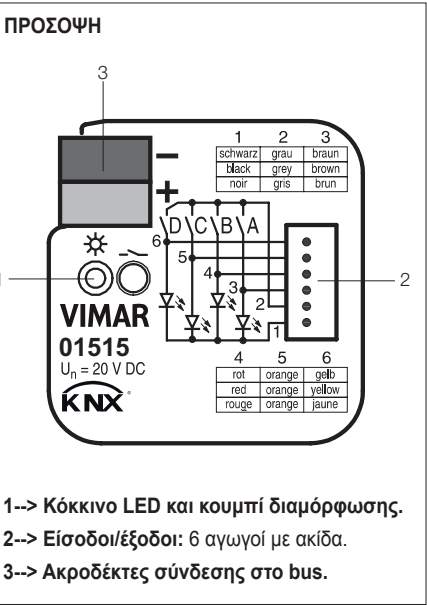 ΠΡΟΣΟΨΗ
3
1 2 3
schwarz grau braun
black grey brown
noir gris brun
− +
D C B A
6
5
4
3
2
1
1
2
VIMAR
01515
Un = 20 V DC
KNX
4 5 6
rot orange gelb
red orange yellow
rouge orange jaune
1--> Κόκκινο LED και κουμπί διαμόρφωσης.
2--> Είσοδοι/έξοδοι: 6 αγωγοί με ακίδα.
3--> Ακροδέκτες σύνδεσης στο bus.